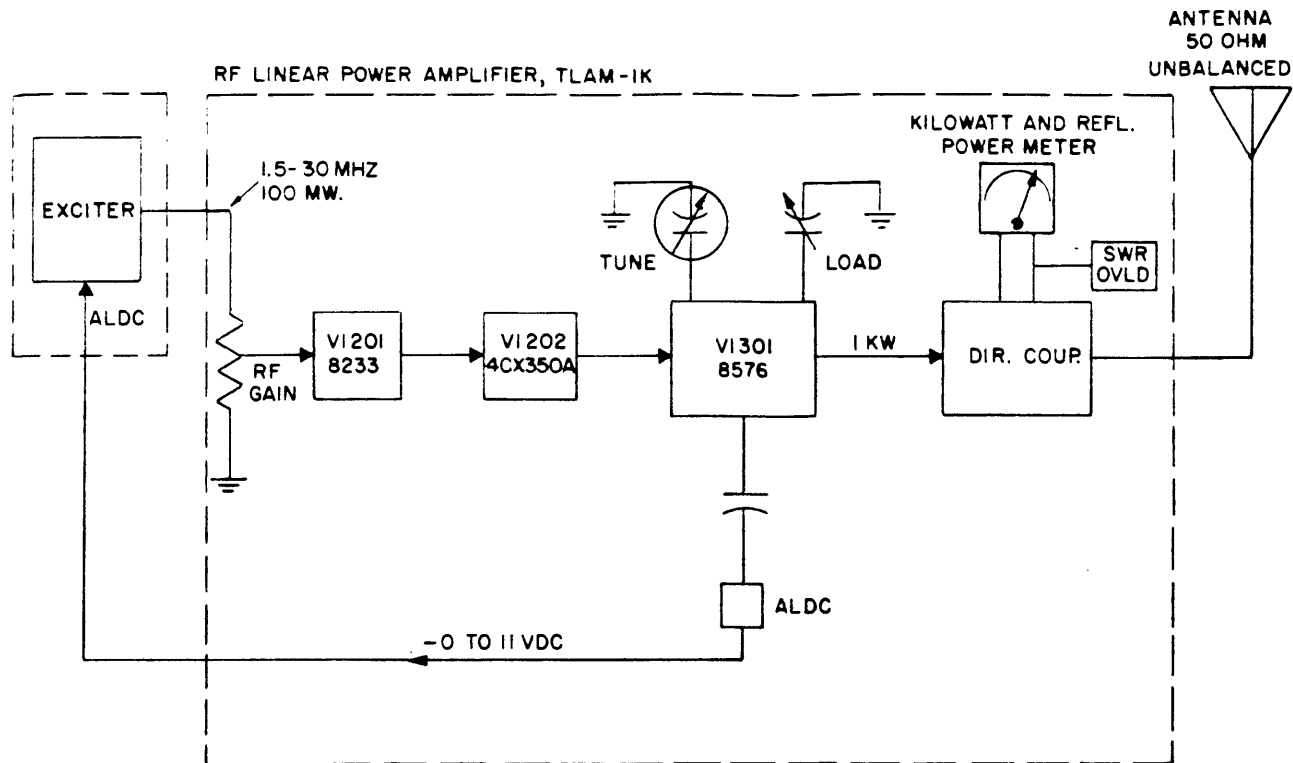 ANTENNA
50 OHM
UNBALANCED
RF LINEAR POWER AMPLIFIER, TLAM-1K
KILOWATT AND REFL.
POWER METER
1.5-30 MHZ
100 MW.
EXCITER
TUNE
LOAD
SWR
OVLD
ALDC
RF
GAIN
V1201
8233
V1202
4CX350A
V1301
8576
1 KW
DIR. COUP.
ALDC
-0 TO 11 VDC